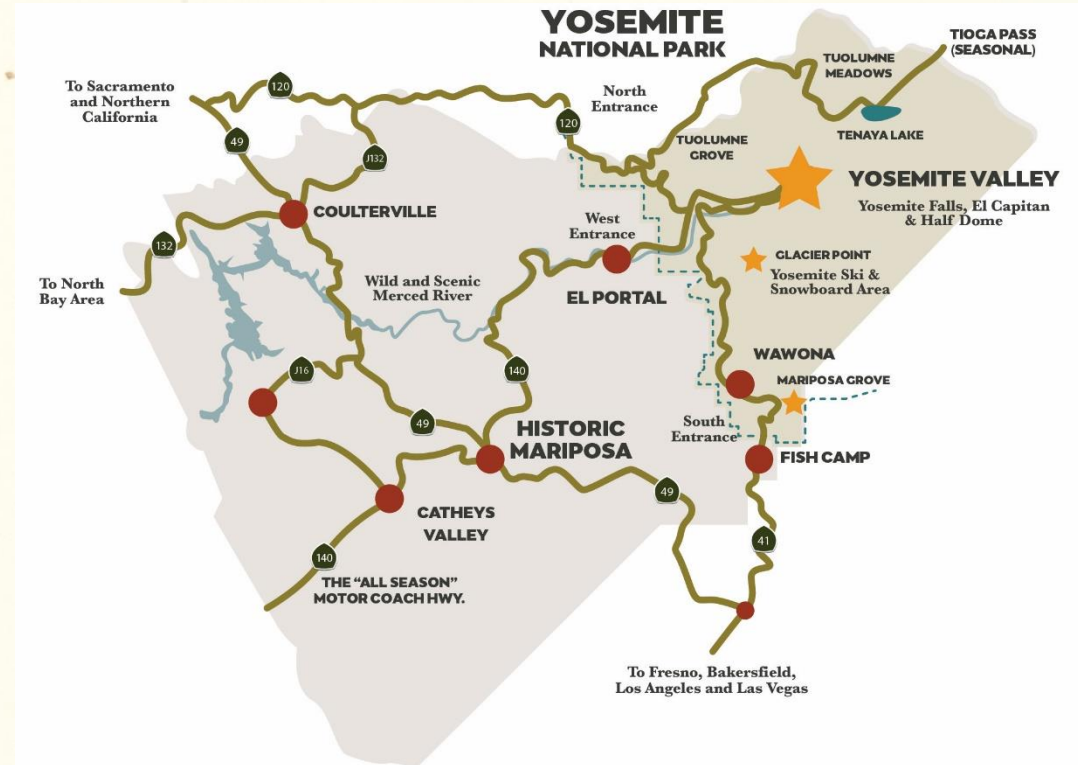 YOSEMITE
NATIONAL PARK
TIOGA PASS
(SEASONAL)
TUOLUMNE
MEADOWS
To Sacramento
and Northern
California
120
North
Entrance
120
TENAYA LAKE
49
J132
TUOLUMNE
GROVE
YOSEMITE VALLEY
Yosemite Falls, El Capitan
& Half Dome
COULTERVILLE
132
West
Entrance
GLACIER POINT
Yosemite Ski &
Snowboard Area
To North
Bay Area
Wild and Scenic
Merced River
EL PORTAL
WAWONA
J16
140
MARIPOSA GROVE
49
HISTORIC
MARIPOSA
South
Entrance
FISH CAMP
49
CATHEYS
VALLEY
41
140
THE “ALL SEASON”
MOTOR COACH HWY.
To Fresno, Bakersfield,
Los Angeles and Las Vegas